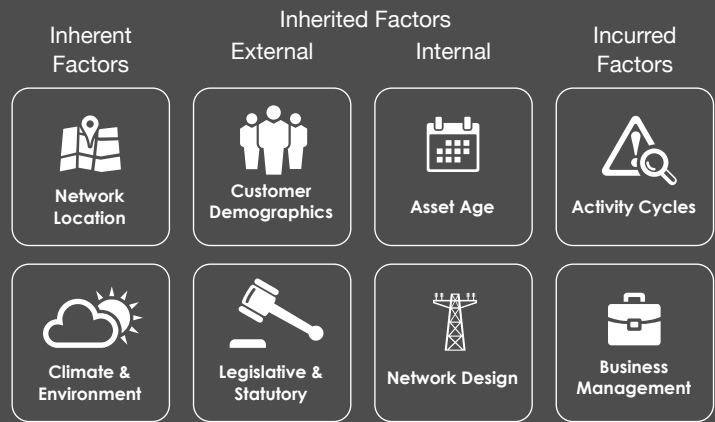 Inherent
Factors
Inherited Factors
External
Internal
Incurred
Factors
Network
Location
Customer
Demographics
Asset Age
Activity Cycles
Climate &
Environment
Legislative &
Statutory
Network Design
Business
Management